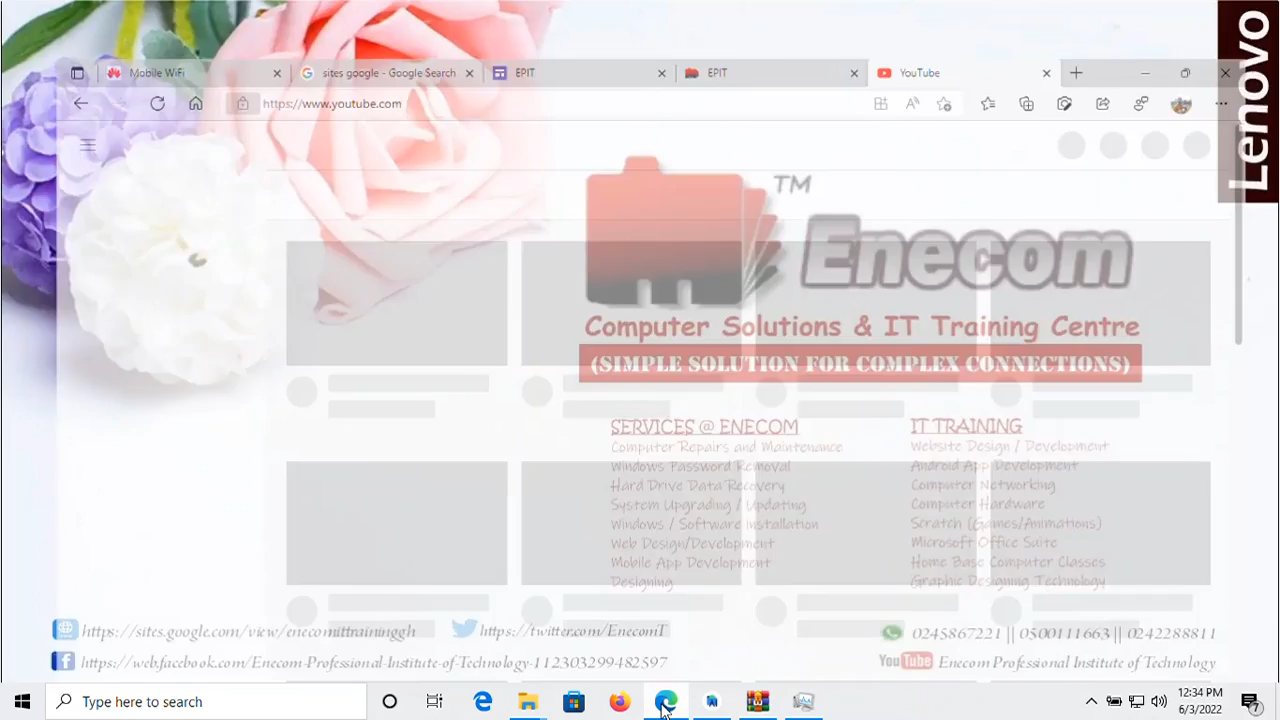 Lenovo
Mobile WiFi
sites google - Google Search
EPIT
EPIT
YouTube
https://www.youtube.com
TM
Enecom
Computer Solutions & IT Training Centre
(SIMPLE SOLUTION FOR COMPLEX CONNECTIONS)
SERVICES @ ENECOM
Computer Repairs and Maintenance
Windows Password Removal
Hard Drive Data Recovery
System Upgrading / Updating
Windows / Software Installation
Web Design/Development
Mobile App Development
Designing
IT TRAINING
Website Design / Development
Android App Development
Computer Networking
Computer Hardware
Scratch (Games/Animations)
Microsoft Office Suite
Home Base Computer Classes
Graphic Designing Technology
https://sites.google.com/view/enecomittraininggh
https://twitter.com/EnecomT
0245867221 || 0500111663 || 0242288811
https://web.facebook.com/Enecom-Professional-Institute-of-Technology-112303299482597
YouTube Enecom Professional Institute of Technology
Type here to search
12:34 PM
6/3/2022
7